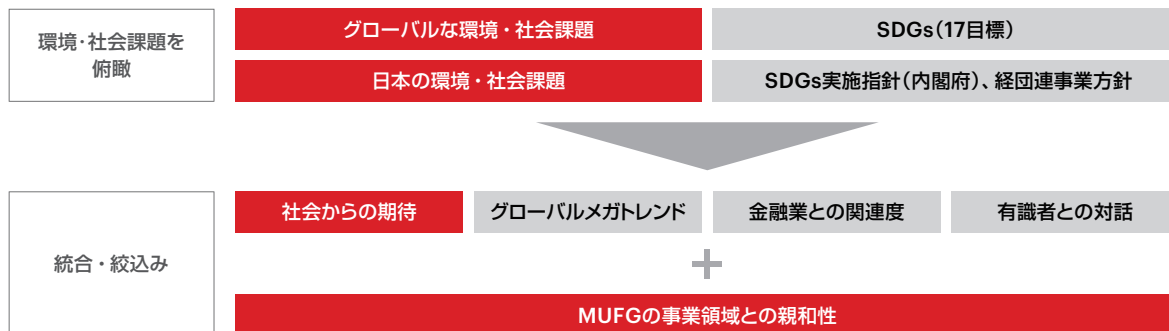 環境・社会課題を
俯瞰
グローバルな環境・社会課題
SDGs（17目標）
日本の環境・社会課題
SDGs実施指針（内閣府）、経団連事業方針
統合・絞込み
社会からの期待
グローバルメガトレンド
金融業との関連度
有識者との対話
+
MUFGの事業領域との親和性